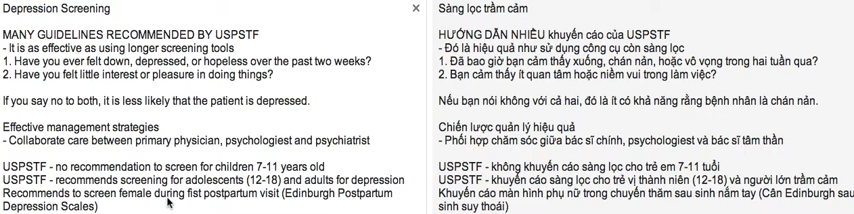 Depression Screening
MANY GUIDELINES RECOMMENDED BY USPSTF
- It is as effective as using longer screening tools
1. Have you ever felt down, depressed, or hopeless over the past two weeks?
2. Have you felt little interest or pleasure in doing things?
If you say no to both, it is less likely that the patient is depressed.
Effective management strategies
- Collaborate care between primary physician, psychologiest and psychiatrist
USPSTF - no recommendation to screen for children 7-11 years old
USPSTF - recommends screening for adolescents (12-18) and adults for depression
Recommends to screen female during fist postpartum visit (Edinburgh Postpartum
Depression Scales)
Sàng lọc trầm cảm
HƯỚNG DẪN NHIỀU khuyến cáo của USPSTF
- Đó là hiệu quả như sử dụng công cụ còn sàng lọc
1. Đã bao giờ bạn cảm thấy xuống, chán nản, hoặc vô vọng trong hai tuần qua?
2. Bạn cảm thấy ít quan tâm hoặc niềm vui trong làm việc?
Nếu bạn nói không với cả hai, đó là ít có khả năng rằng bệnh nhân là chán nản.
Chiến lược quản lý hiệu quả
- Phối hợp chăm sóc giữa bác sĩ chính, psychologiest và bác sĩ tâm thần
USPSTF - không khuyến cáo sàng lọc cho trẻ em 7-11 tuổi
USPSTF - khuyến cáo sàng lọc cho trẻ vị thành niên (12-18) và người lớn trầm cảm
Khuyến cáo màn hình phụ nữ trong chuyến thăm sau sinh nắm tay (Cân Edinburgh sau
sinh suy thoái)